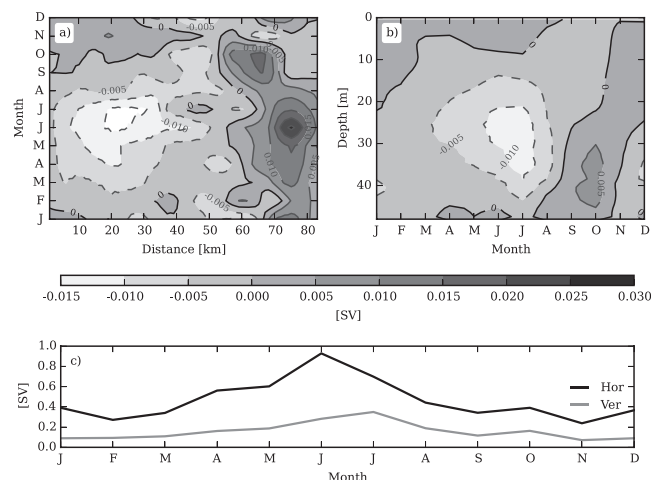 a)
D
N
O
S
A
J
J
M
A
M
F
J
Month
10 20 30 40 50 60 70 80
Distance [km]
0
-0.005
0
0.010
0.005
-0.005
0
0
-0.010
0.010
0.005
0
0
-0.005
0
b)
0
10
20
30
40
Depth [m]
J F M A M J J A S O N D
Month
0
0
-0.005
-0.010
0.005
0
-0.015 -0.010 -0.005 0.000 0.005 0.010 0.015 0.020 0.025 0.030
[SV]
c)
1.0
0.8
0.6
0.4
0.2
0.0
[SV]
Hor
Ver
J F M A M J J A S O N D
Month